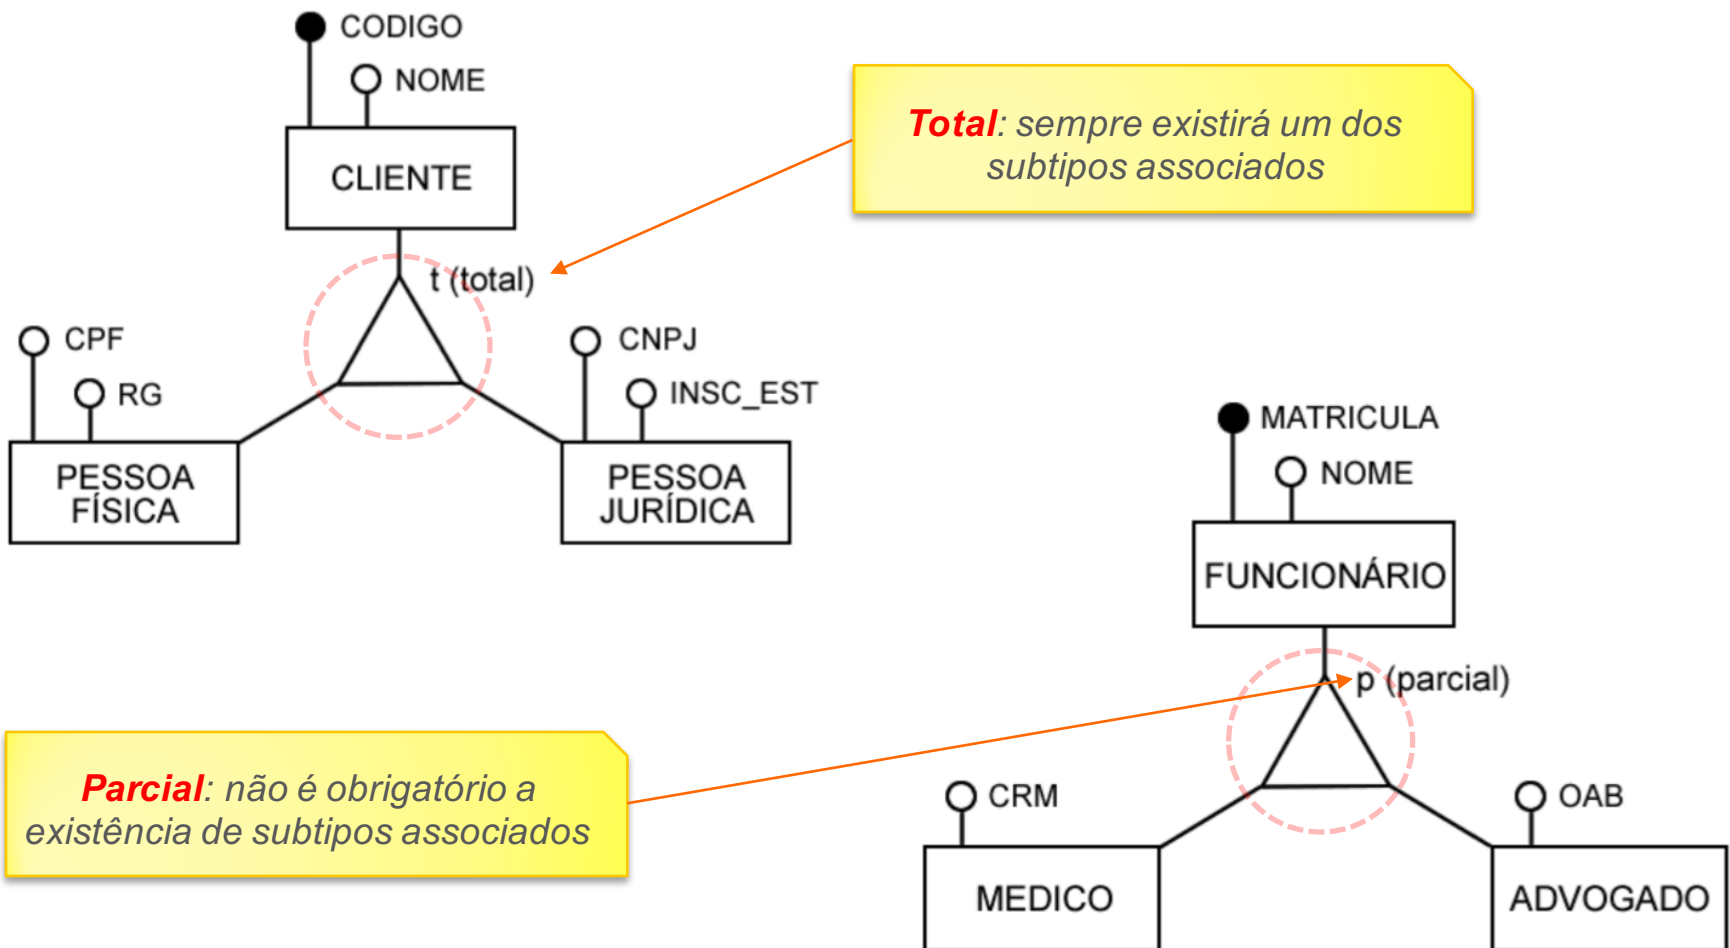 CODIGO
NOME
CLIENTE
t (total)
Total: sempre existirá um dos
subtipos associados
CPF
RG
PESSOA
FÍSICA
CNPJ
INSC_EST
PESSOA
JURÍDICA
MATRICULA
NOME
FUNCIONÁRIO
p (parcial)
Parcial: não é obrigatório a
existência de subtipos associados
CRM
MEDICO
OAB
ADVOGADO